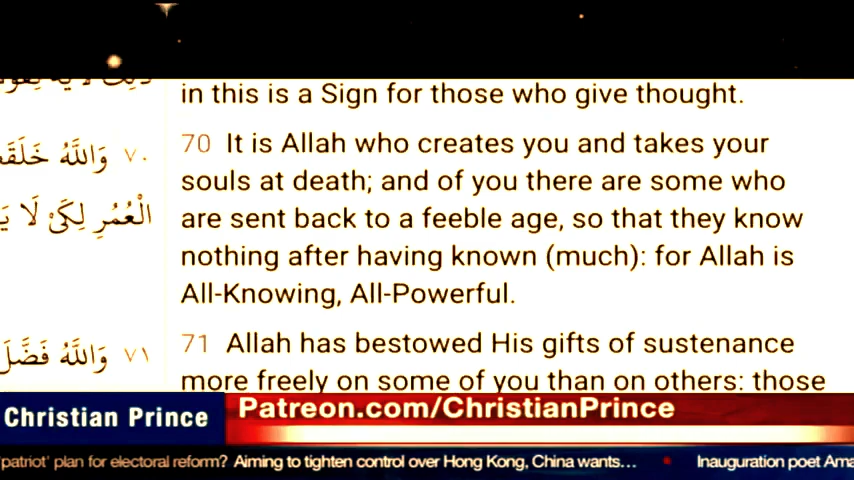 in this is a Sign for those who give thought.
٧٠ وَاللَّهُ
70 It is Allah who creates you and takes your
souls at death; and of you there are some who
الْعُمُرِ لِكَىْ لَا
are sent back to a feeble age, so that they know
nothing after having known (much): for Allah is
All-Knowing, All-Powerful.
٧١ وَاللَّهُ فَضَّلَ
71 Allah has bestowed His gifts of sustenance
more freely on some of you than on others: those
Christian Prince
Patreon.com/ChristianPrince
'patriot' plan for electoral reform? Aiming to tighten control over Hong Kong, China wants... Inauguration poet Ama